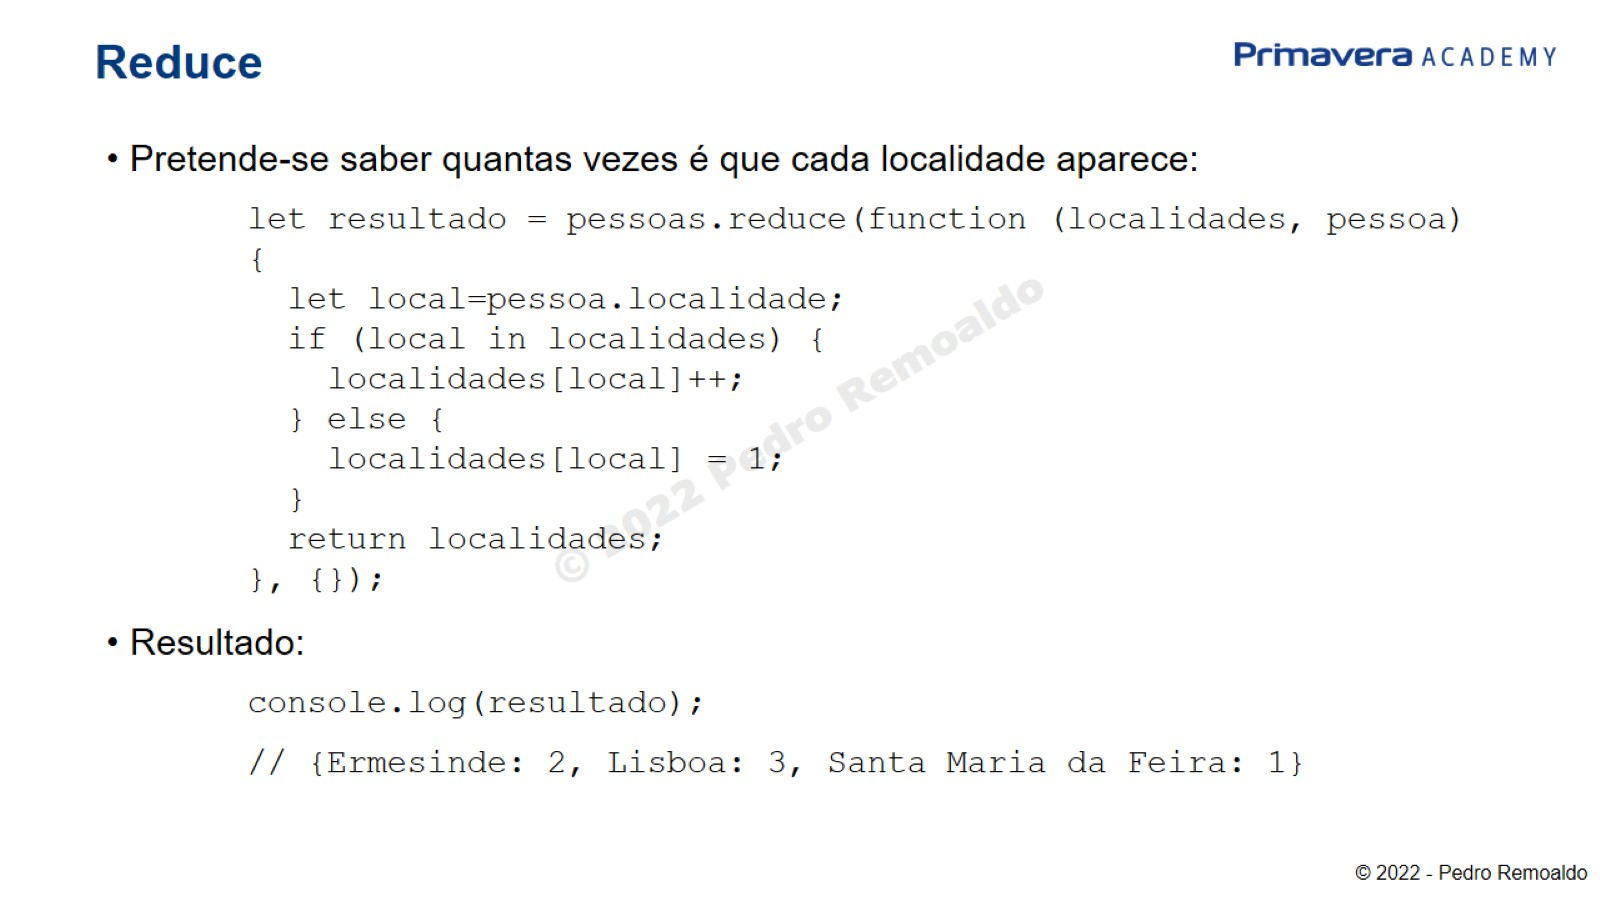 Reduce
Primavera ACADEMY
• Pretende-se saber quantas vezes é que cada localidade aparece:
let resultado = pessoas.reduce(function (localidades, pessoa)
{
let local=pessoa.localidade;
if (local in localidades) {
localidades[local]++;
} else {
localidades[local] = 1;
}
return localidades;
}, {});
© 2022 Pedro Remoaldo
• Resultado:
console.log(resultado);
// {Ermesinde: 2, Lisboa: 3, Santa Maria da Feira: 1}
© 2022 - Pedro Remoaldo